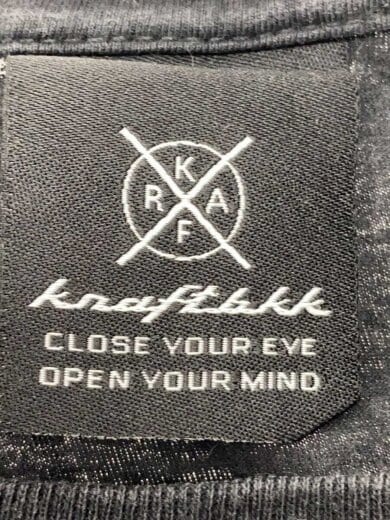 K
R A
F
kraftbkk
CLOSE YOUR EYE
OPEN YOUR MIND